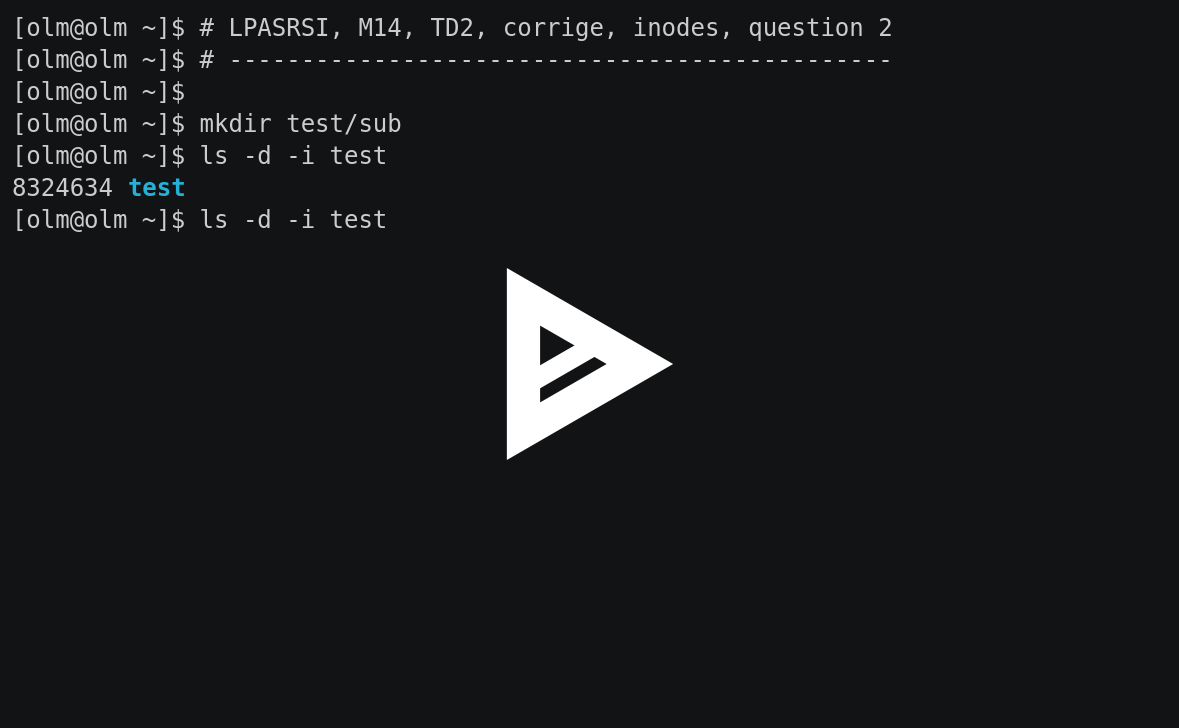 [olm@olm ~]$ # LPASRSI, M14, TD2, corrige, inodes, question 2
[olm@olm ~]$ # ----------------------------------------------
[olm@olm ~]$
[olm@olm ~]$ mkdir test/sub
[olm@olm ~]$ ls -d -i test
8324634 test
[olm@olm ~]$ ls -d -i test